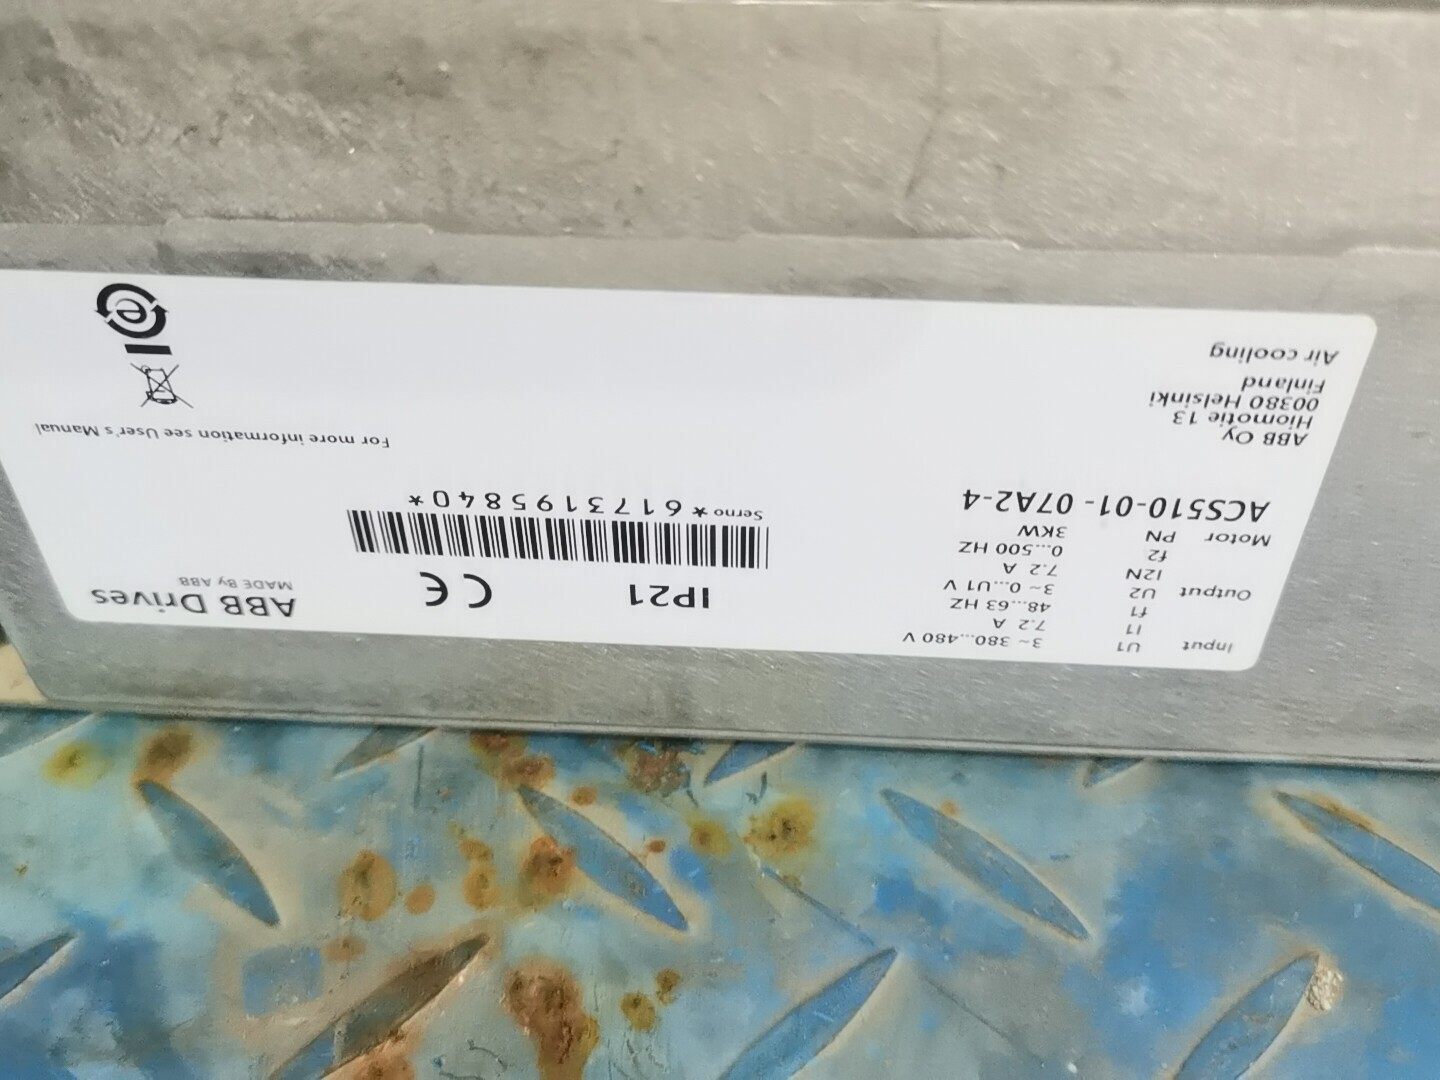 Input U1 3~ 380...480 V
I1 7.2 A
f1 48...63 HZ
Output U2 3~ 0...U1 V
I2N 7.2 A
f2 0...500 HZ
Motor PN 3KW
ACS510-01- 07A2-4
IP21
CE
ABB Drives
MADE By ABB
Serno*6173195840*
For more information see User's Manual
ABB Oy
Hiomotie 13
00380 Helsinki
Finland
Air cooling
e